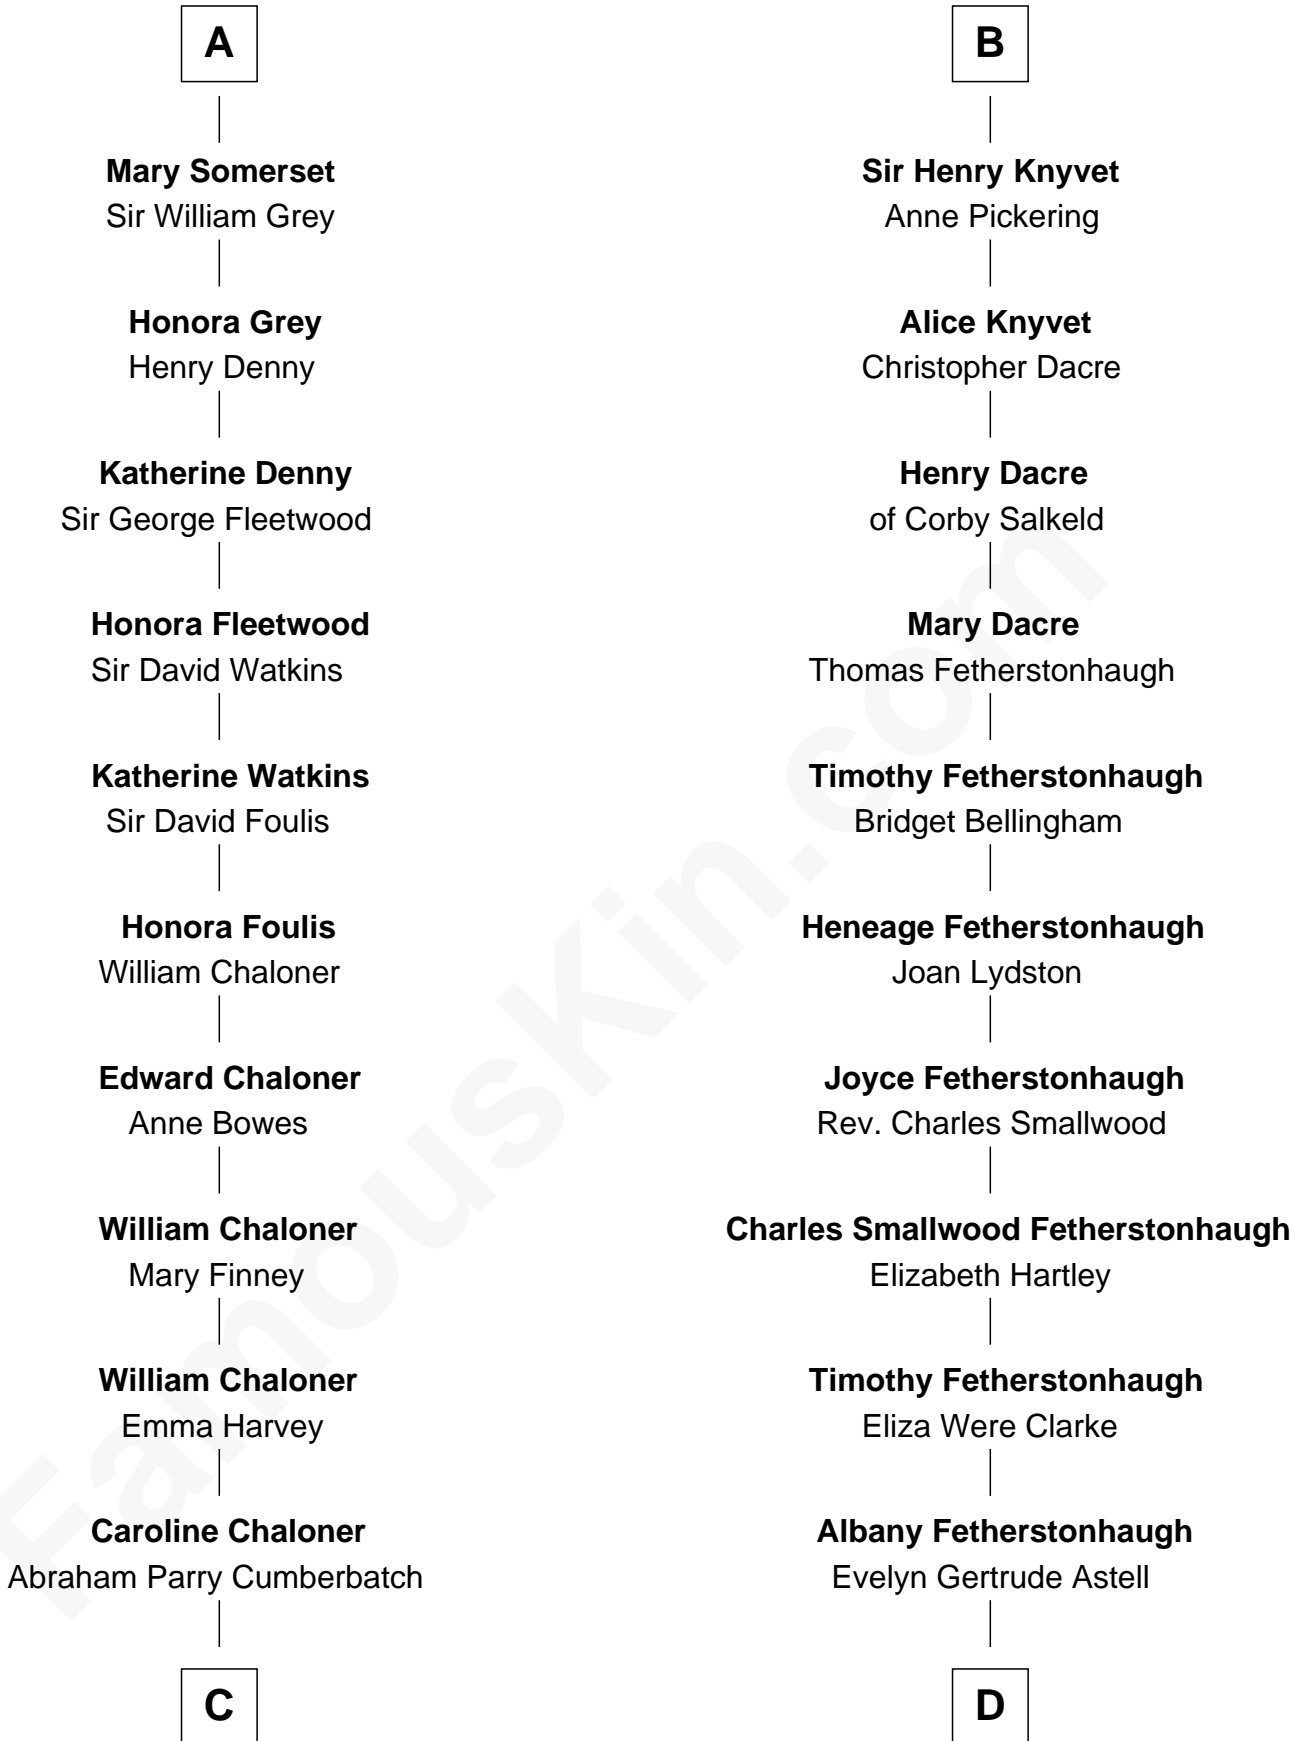 A
Mary Somerset
Sir William Grey
Honora Grey
Henry Denny
Katherine Denny
Sir George Fleetwood
Honora Fleetwood
Sir David Watkins
Katherine Watkins
Sir David Foulis
Honora Foulis
William Chaloner
Edward Chaloner
Anne Bowes
William Chaloner
Mary Finney
William Chaloner
Emma Harvey
Caroline Chaloner
Abraham Parry Cumberbatch
C
B
Sir Henry Knyvet
Anne Pickering
Alice Knyvet
Christopher Dacre
Henry Dacre
of Corby Salkeld
Mary Dacre
Thomas Fetherstonhaugh
Timothy Fetherstonhaugh
Bridget Bellingham
Heneage Fetherstonhaugh
Joan Lydston
Joyce Fetherstonhaugh
Rev. Charles Smallwood
Charles Smallwood Fetherstonhaugh
Elizabeth Hartley
Timothy Fetherstonhaugh
Eliza Were Clarke
Albany Fetherstonhaugh
Evelyn Gertrude Astell
D
FamousKin.com